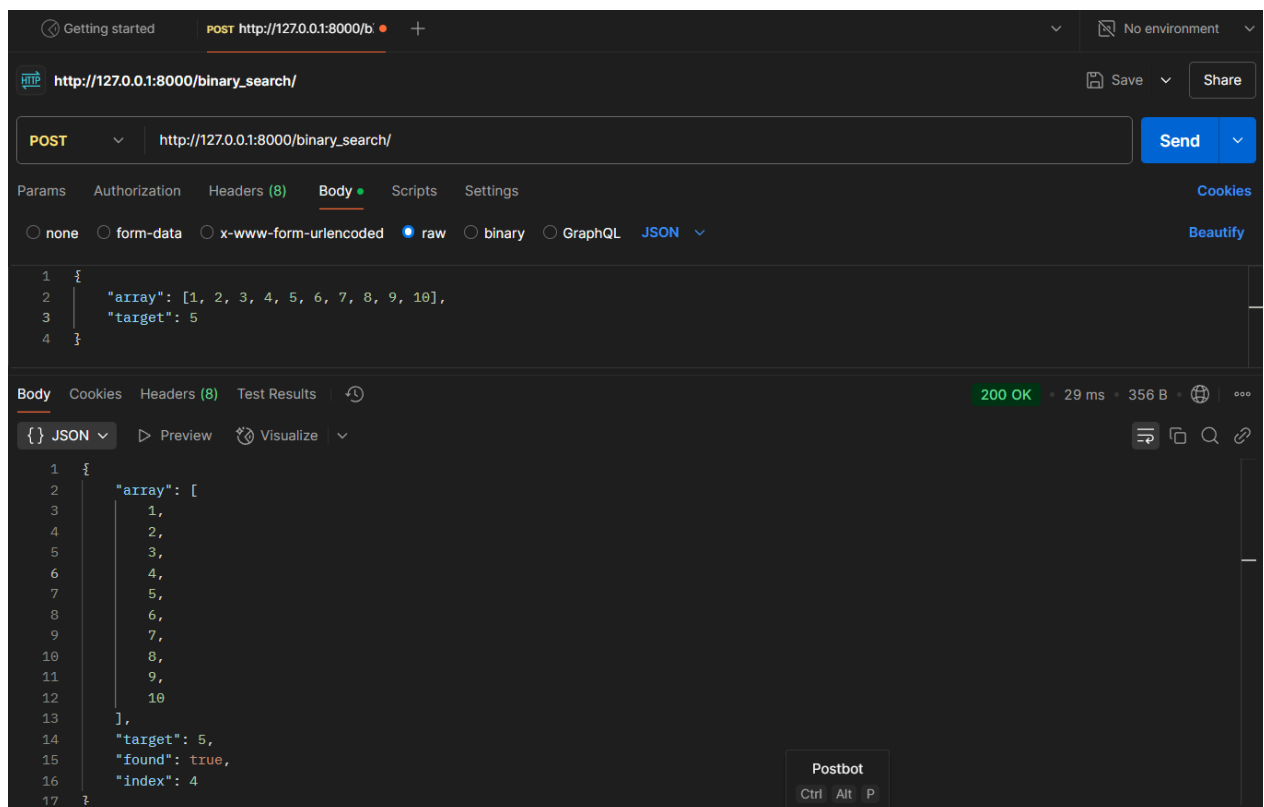 Getting started POST http://127.0.0.1:8000/b No environment
HTTP http://127.0.0.1:8000/binary_search/ Save Share
POST http://127.0.0.1:8000/binary_search/ Send
Params Authorization Headers (8) Body Scripts Settings Cookies
none form-data x-www-form-urlencoded raw binary GraphQL JSON Beautify
1 {
2 "array": [1, 2, 3, 4, 5, 6, 7, 8, 9, 10],
3 "target": 5
4 }
Body Cookies Headers (8) Test Results 200 OK • 29 ms • 356 B
{} JSON Preview Visualize
1 {
2 "array": [
3 1,
4 2,
5 3,
6 4,
7 5,
8 6,
9 7,
10 8,
11 9,
12 10
13 ],
14 "target": 5,
15 "found": true,
16 "index": 4
17 }
Postbot
Ctrl Alt P